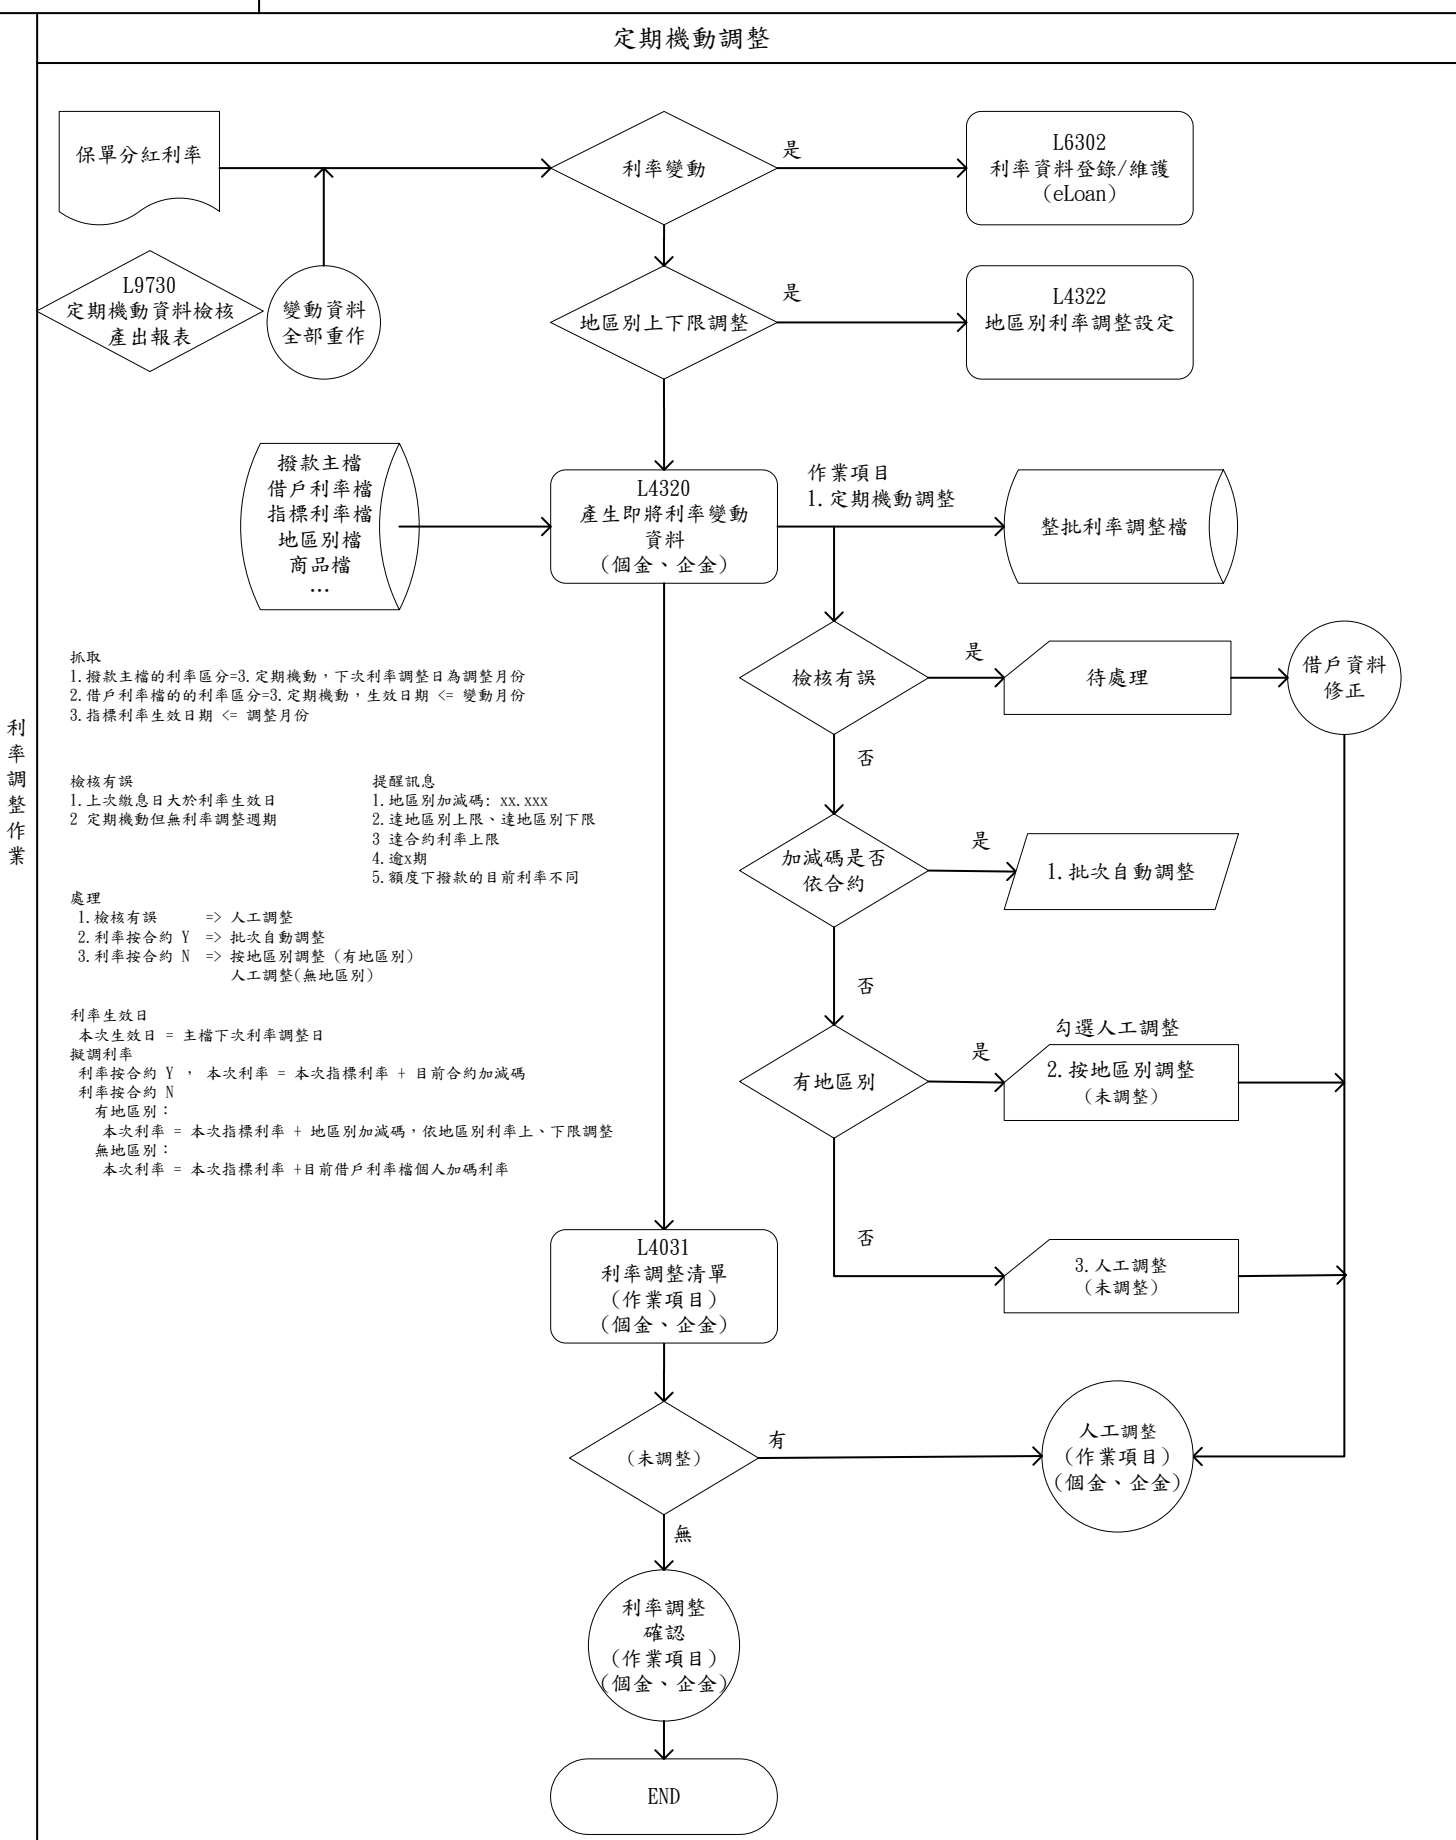 定期機動調整
利率調整作業
保單分紅利率
利率變動
是
L6302
利率資料登錄/維護
(eLoan)
L9730
定期機動資料檢核
產出報表
變動資料
全部重作
地區別上下限調整
是
L4322
地區別利率調整設定
撥款主檔
借戶利率檔
指標利率檔
地區別檔
商品檔
...
L4320
產生即將利率變動
資料
(個金、企金)
作業項目
1.定期機動調整
整批利率調整檔
抓取
1.撥款主檔的利率區分=3.定期機動，下次利率調整日為調整月份
2.借戶利率檔的的利率區分=3.定期機動，生效日期 <= 變動月份
3.指標利率生效日期 <= 調整月份
檢核有誤
是
待處理
借戶資料
修正
否
檢核有誤
1.上次繳息日大於利率生效日
2 定期機動但無利率調整週期
提醒訊息
1.地區別加減碼: xx.xxx
2.達地區別上限、達地區別下限
3 達合約利率上限
4.逾x期
5.額度下撥款的目前利率不同
加減碼是否
依合約
是
1.批次自動調整
否
處理
1.檢核有誤 => 人工調整
2.利率按合約 Y => 批次自動調整
3.利率按合約 N => 按地區別調整 (有地區別)
人工調整(無地區別)
利率生效日
本次生效日 = 主檔下次利率調整日
擬調利率
利率按合約 Y ， 本次利率 = 本次指標利率 + 目前合約加減碼
利率按合約 N
有地區別：
本次利率 = 本次指標利率 + 地區別加減碼，依地區別利率上、下限調整
無地區別：
本次利率 = 本次指標利率 +目前借戶利率檔個人加碼利率
有地區別
是
勾選人工調整
2.按地區別調整
(未調整)
否
3.人工調整
(未調整)
L4031
利率調整清單
(作業項目)
(個金、企金)
(未調整)
有
人工調整
(作業項目)
(個金、企金)
無
利率調整
確認
(作業項目)
(個金、企金)
END